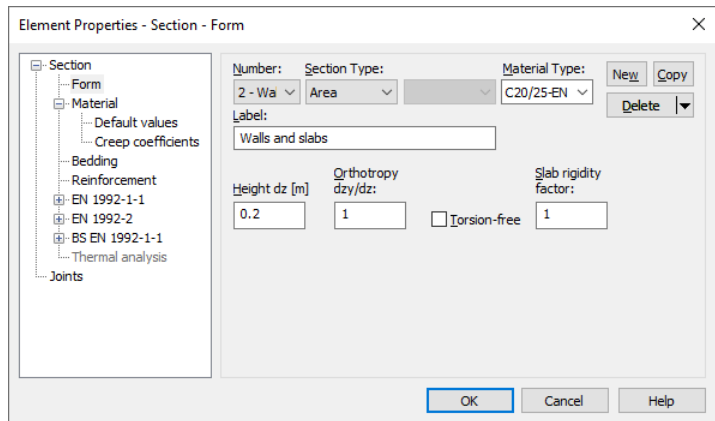 Element Properties - Section - Form
Section
Form
Material
Default values
Creep coefficients
Bedding
Reinforcement
EN 1992-1-1
EN 1992-2
BS EN 1992-1-1
Thermal analysis
Joints
Number: Section Type: Material Type:
2 - Wal Area C20/25-EN New Copy
Delete
Label:
Walls and slabs
Height dz [m] Orthotropy dzy/dz: Slab rigidity factor:
0.2 1 Torsion-free 1
OK Cancel Help